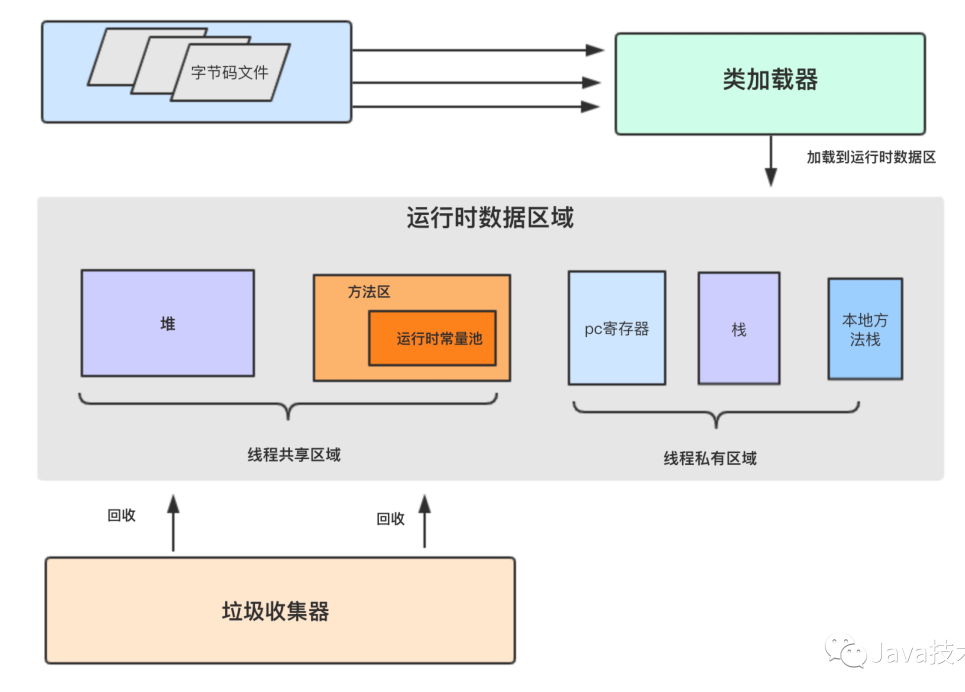 字节码文件
类加载器
加载到运行时数据区
运行时数据区域
堆
方法区
运行时常量池
pc寄存器
栈
本地方
法栈
线程共享区域
线程私有区域
回收
回收
垃圾收集器
Java技